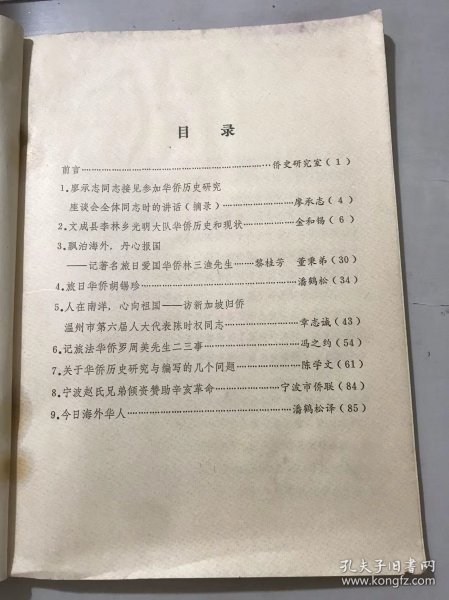 目 录
前言……………………………………………………侨史研究室(1)
1.廖承志同志接见参加华侨历史研究
座谈会全体同志时的讲话(摘录)………………廖承志(4)
2.文成县李林乡光明大队华侨历史和现状………金和锡(6)
3.飘泊海外,丹心报国
——记著名旅日爱国华侨林三渔先生……黎桂芳 董秉弟(30)
4.旅日华侨胡锡珍……………………………………潘鹤松(34)
5.人在南洋,心向祖国——访新加坡归侨
温州市第六届人大代表陈时权同志………………章志诚(43)
6.记旅法华侨罗周美先生二三事……………………冯之约(54)
7.关于华侨历史研究与编写的几个问题……………陈学文(61)
8.宁波赵氏兄弟倾资赞助辛亥革命………………宁波市侨联(84)
9.今日海外华人………………………………………潘鹤松译(85)
孔夫子旧书网
www.kongfz.com